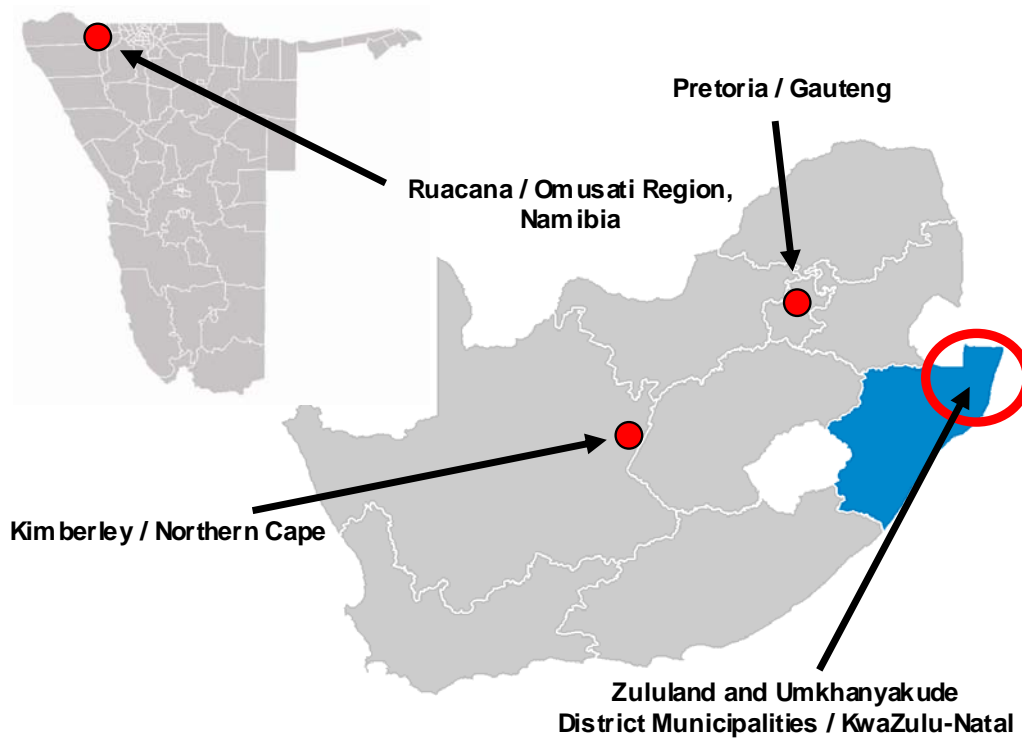 Pretoria / Gauteng
Ruacana / Omusati Region,
Namibia
Kimberley / Northern Cape
Zululand and Umkhanyakude
District Municipalities / KwaZulu-Natal